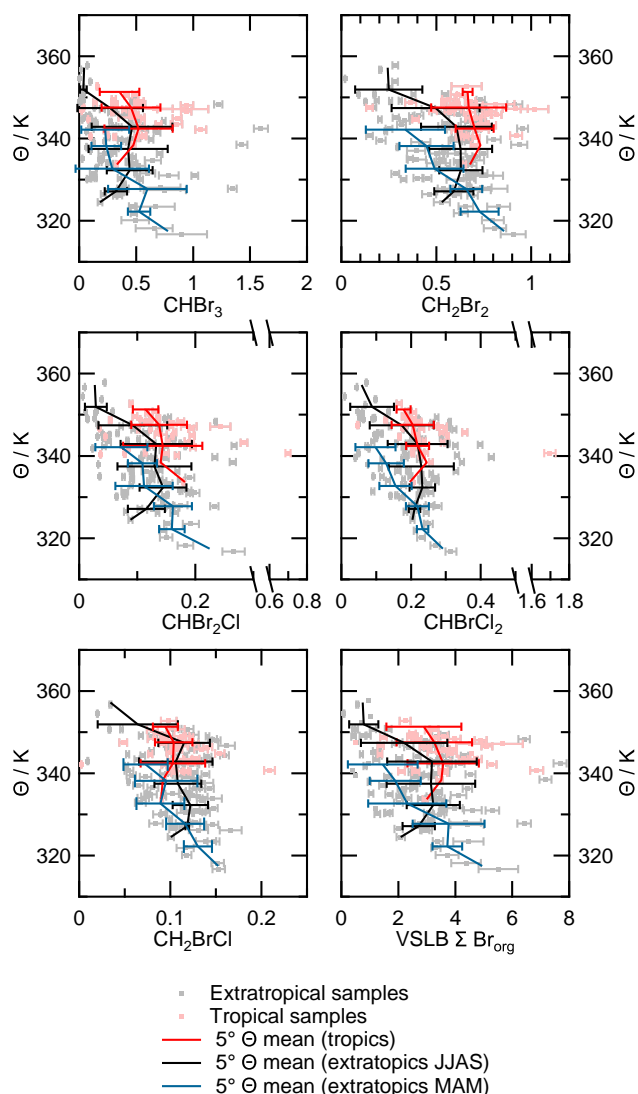 360
340
320
Θ / K
0
0.5
1
1.5
2
CHBr3
360
340
320
Θ / K
0
0.5
1
CH2Br2
360
340
320
Θ / K
0
0.2
0.6
0.8
CHBr2Cl
360
340
320
Θ / K
0
0.2
0.4
1.6
1.8
CHBrCl2
360
340
320
Θ / K
0
0.1
0.2
CH2BrCl
360
340
320
Θ / K
0
2
4
6
8
VSLB Σ Brorg
Extratropical samples
Tropical samples
5° Θ mean (tropics)
5° Θ mean (extratopics JJAS)
5° Θ mean (extratopics MAM)